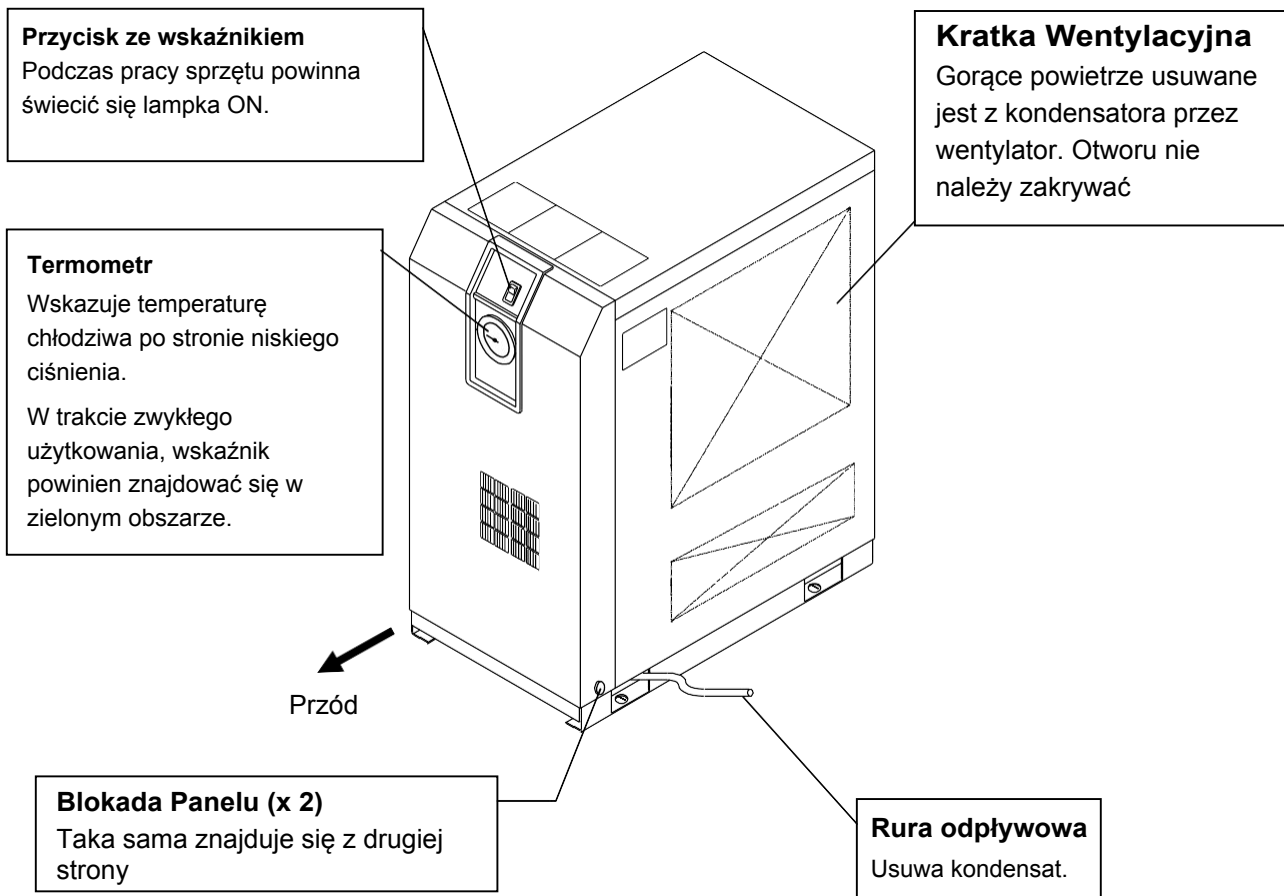 Przycisk ze wskaźnikiem
Podczas pracy sprzętu powinna
świecić się lampka ON.
Kratka Wentylacyjna
Gorące powietrze usuwane
jest z kondensatora przez
wentylator. Otworu nie
należy zakrywać
Termometr
Wskazuje temperaturę
chłodziwa po stronie niskiego
ciśnienia.
W trakcie zwykłego
użytkowania, wskaźnik
powinien znajdować się w
zielonym obszarze.
Przód
Blokada Panelu (x 2)
Taka sama znajduje się z drugiej
strony
Rura odpływowa
Usuwa kondensat.